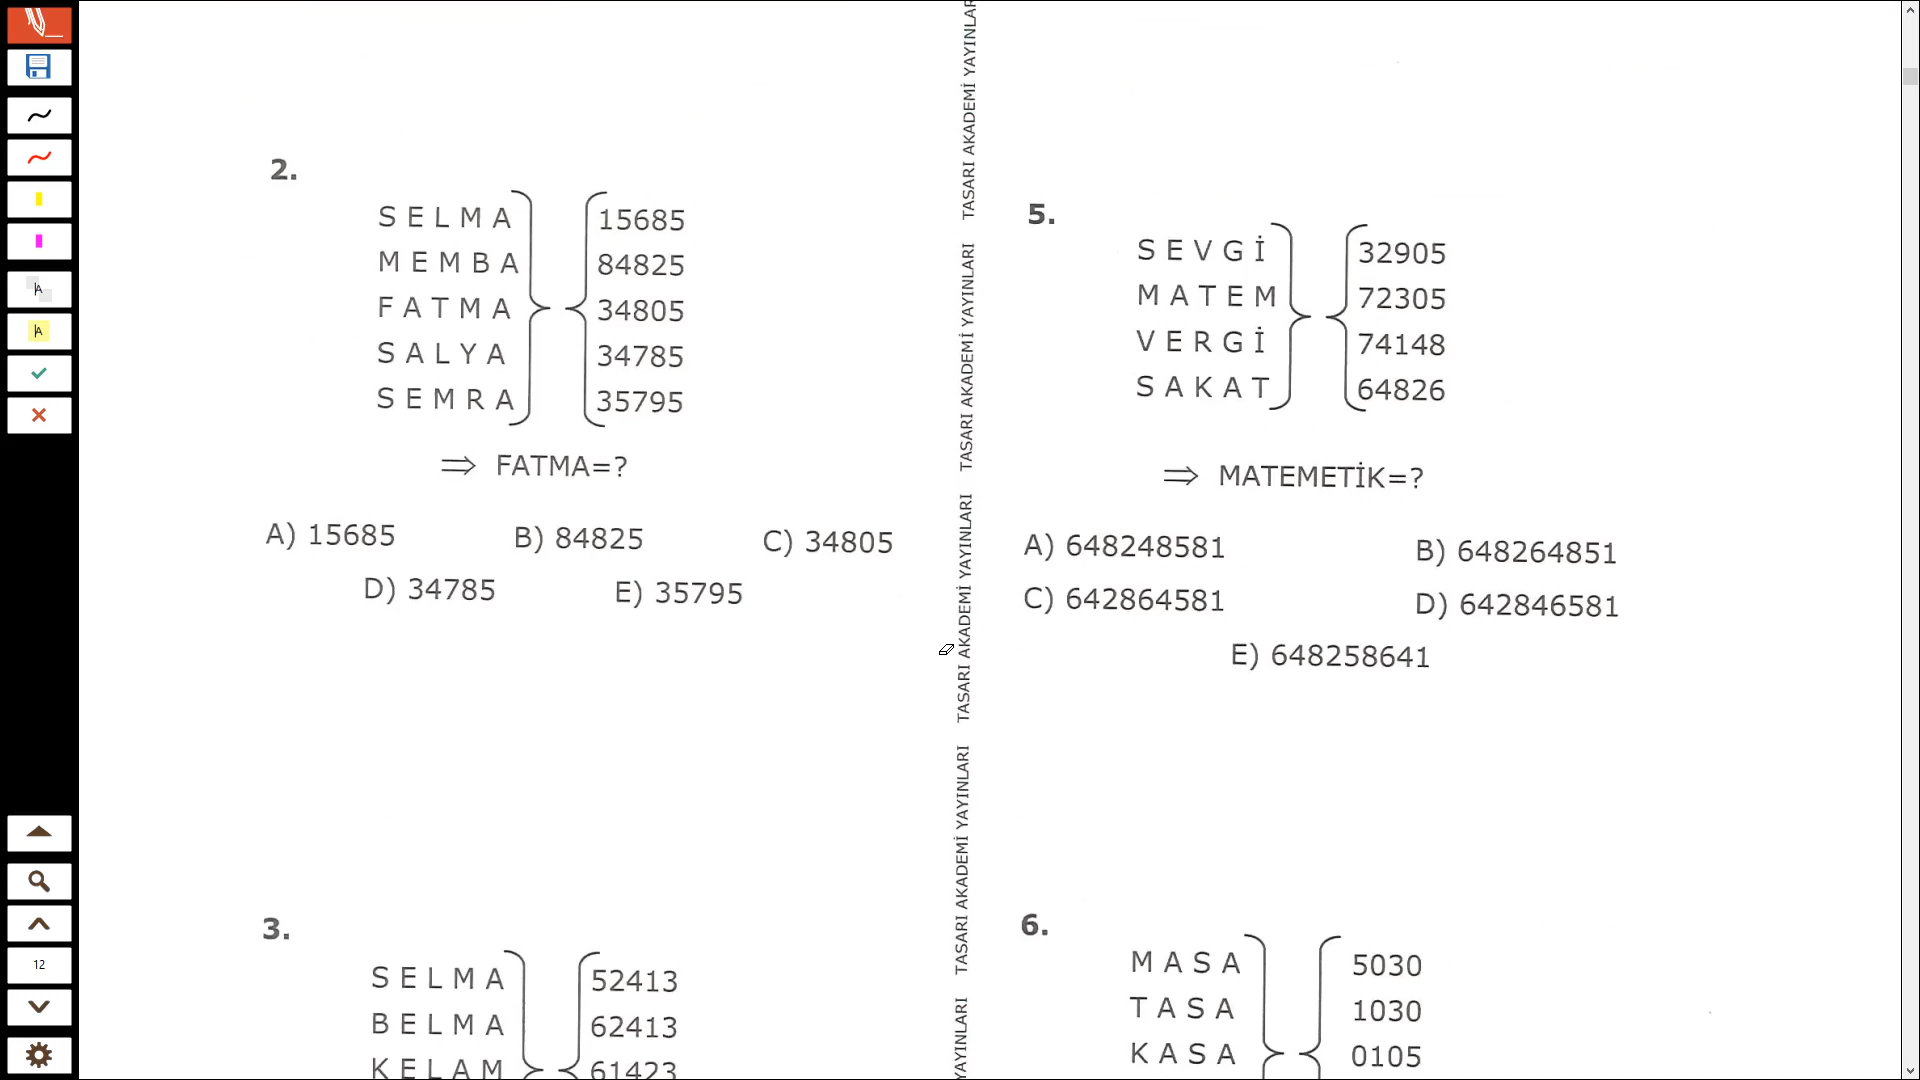 2.
S E L M A
M E M B A
F A T M A
S A L Y A
S E M R A
15685
84825
34805
34785
35795
⇒ FATMA=?
A) 15685 B) 84825 C) 34805
D) 34785 E) 35795
3.
S E L M A
B E L M A
K E L A M
52413
62413
61423
TASARI AKADEMİ YAYINLARI TASARI AKADEMİ YAYINLARI TASARI AKADEMİ YAYINLARI TASARI AKADEMİ YAYINLARI YAYINLARI
5.
S E V G İ
M A T E M
V E R G İ
S A K A T
32905
72305
74148
64826
⇒ MATEMETİK=?
A) 648248581 B) 648264851
C) 642864581 D) 642846581
E) 648258641
6.
M A S A
T A S A
K A S A
5030
1030
0105
A
A
12